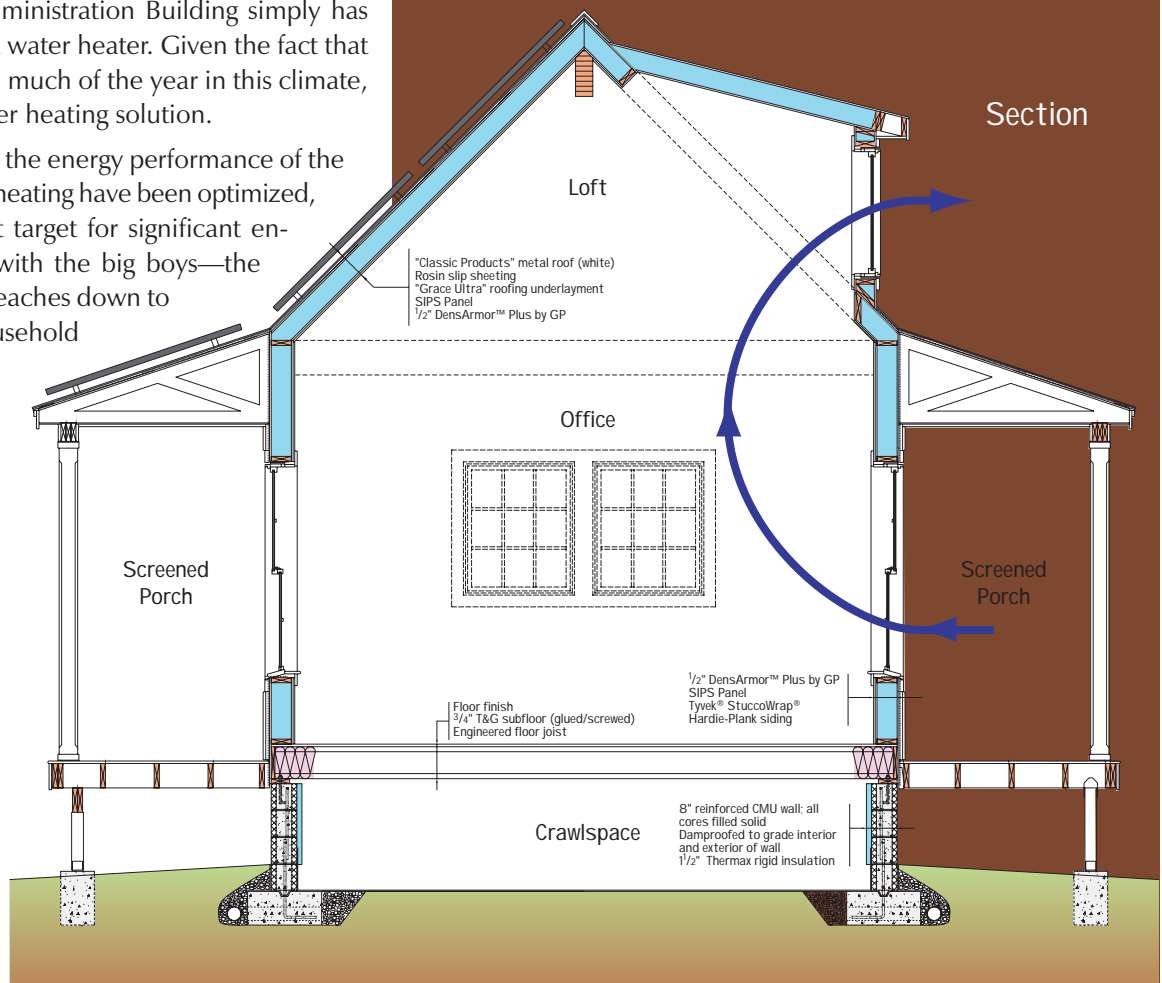 ministration Building simply has
water heater. Given the fact that
much of the year in this climate,
er heating solution.
the energy performance of the
heating have been optimized,
t target for significant en-
with the big boys—the
eaches down to
usehold
Section
Loft
"Classic Products" metal roof (white)
Rosin slip sheeting
"Grace Ultra" roofing underlayment
SIPS Panel
1/2" DensArmor™ Plus by GP
Office
Screened
Porch
Screened
Porch
1/2" DensArmor™ Plus by GP
SIPS Panel
Tyvek® StuccoWrap®
Hardie-Plank siding
Floor finish
3/4" T&G subfloor (glued/screwed)
Engineered floor joist
Crawlspace
8" reinforced CMU wall; all
cores filled solid
Damproofed to grade interior
and exterior of wall
1 1/2" Thermax rigid insulation